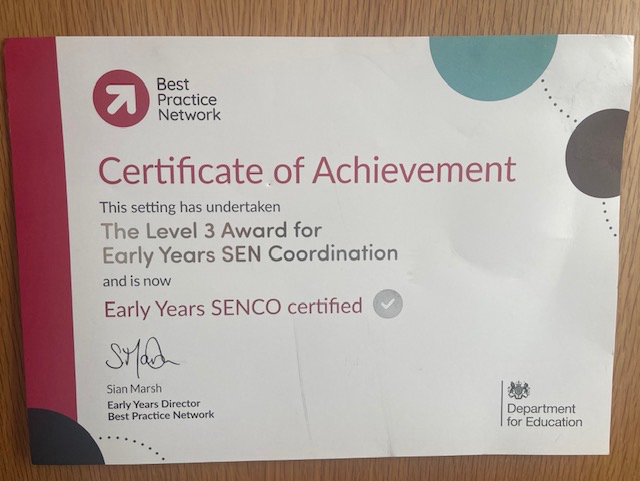 Best
Practice
Network
Certificate of Achievement
This setting has undertaken
The Level 3 Award for
Early Years SEN Coordination
and is now
Early Years SENCO certified
Sian Marsh
Early Years Director
Best Practice Network
Department
for Education